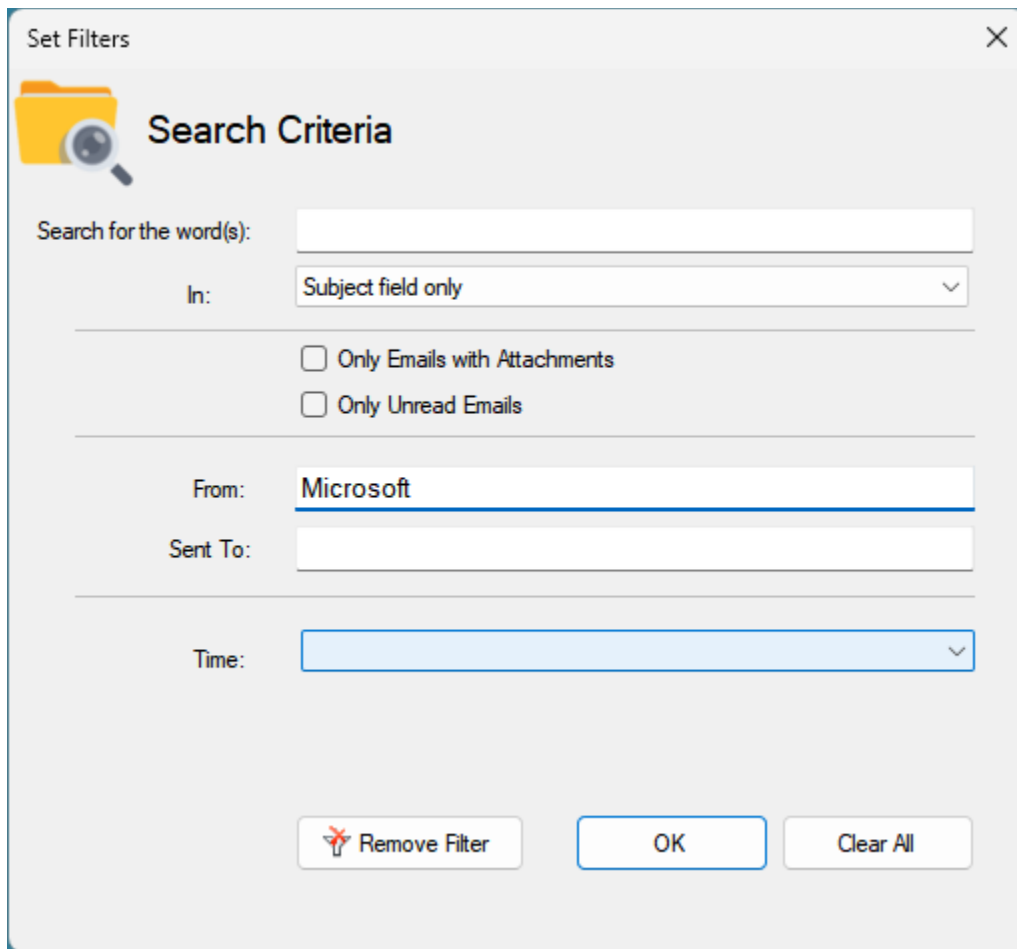 Set Filters
Search Criteria
Search for the word(s):
In: Subject field only
Only Emails with Attachments
Only Unread Emails
From: Microsoft
Sent To:
Time:
Remove Filter OK Clear All